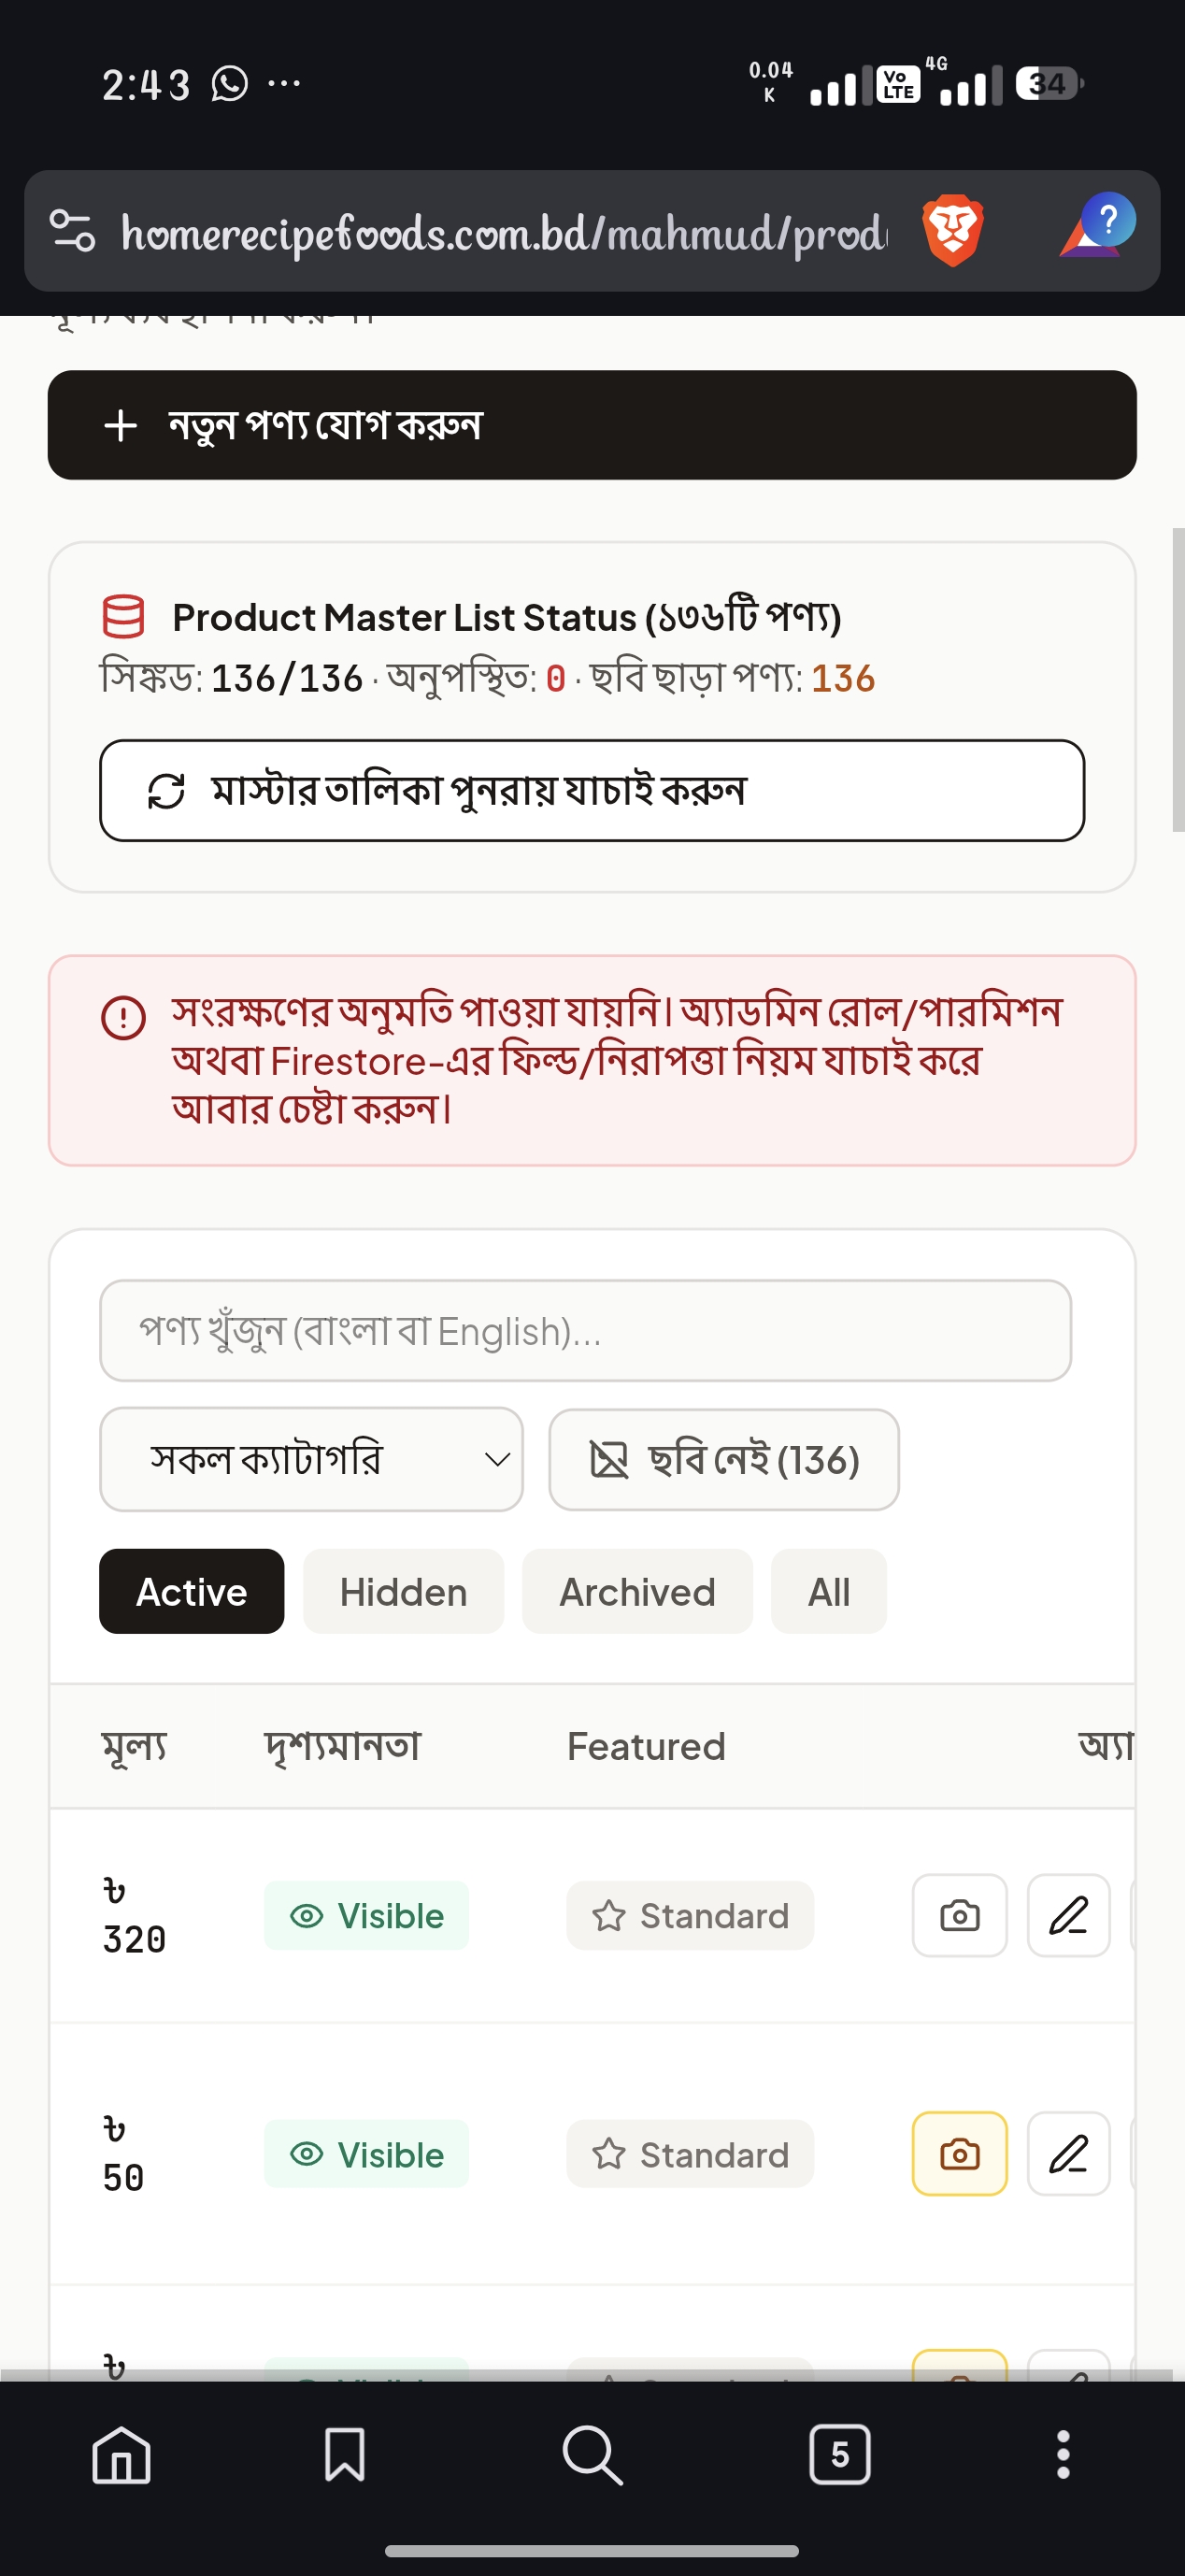 2:43 ...
0.04 K
Vo LTE
4G
34
homerecipefoods.com.bd/mahmud/prod
নতুন পণ্য যোগ করুন
Product Master List Status (১৩৬টি পণ্য)
সিঙ্কড: 136/136 · অনুপস্থিত: 0 · ছবি ছাড়া পণ্য: 136
মাস্টার তালিকা পুনরায় যাচাই করুন
সংরক্ষণের অনুমতি পাওয়া যায়নি। অ্যাডমিন রোল/পারমিশন
অথবা Firestore-এর ফিল্ড/নিরাপত্তা নিয়ম যাচাই করে
আবার চেষ্টা করুন।
পণ্য খুঁজুন (বাংলা বা English)...
সকল ক্যাটাগরি
ছবি নেই (136)
Active Hidden Archived All
মূল্য দৃশ্যমানতা Featured
৳
320 Visible Standard
৳
50 Visible Standard
৳
5